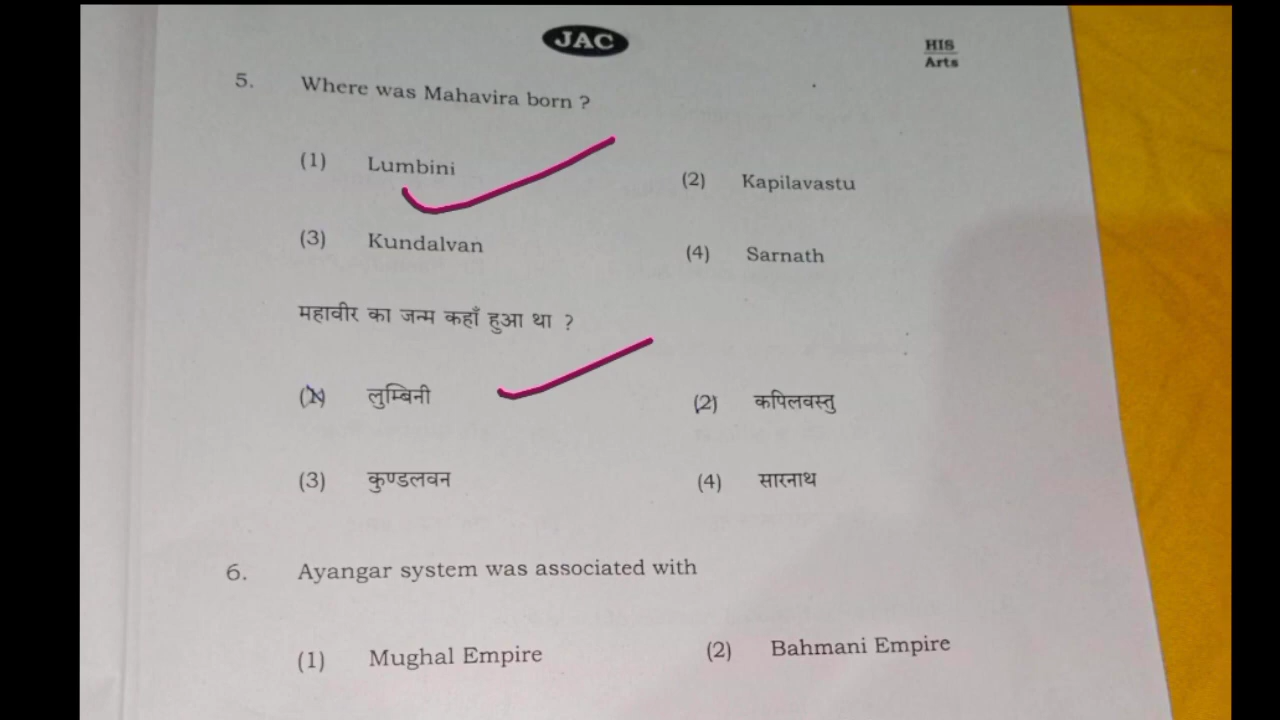 JAC
HIS
Arts
5. Where was Mahavira born ?
(1) Lumbini (2) Kapilavastu
(3) Kundalvan (4) Sarnath
महावीर का जन्म कहाँ हुआ था ?
(1) लुम्बिनी (2) कपिलवस्तु
(3) कुण्डलवन (4) सारनाथ
6. Ayangar system was associated with
(1) Mughal Empire (2) Bahmani Empire